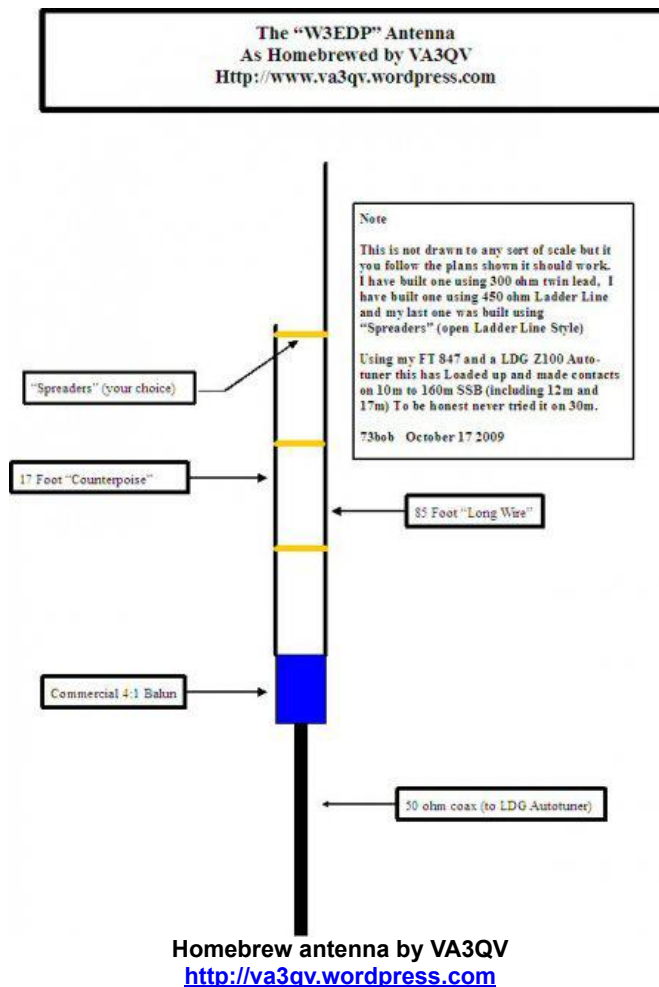 The “W3EDP” Antenna
As Homebrewed by VA3QV
Http://www.va3qv.wordpress.com
Note
This is not drawn to any sort of scale but it
you follow the plans shown it should work.
I have built one using 300 ohm twin lead, I
have built one using 450 ohm Ladder Line
and my last one was built using
“Spreaders” (open Ladder Line Style)
Using my FT 847 and a LDG Z100 Auto-
tuner this has Loaded up and made contacts
on 10m to 160m SSB (including 12m and
17m) To be honest never tried it on 30m.
73bob October 17 2009
“Spreaders” (your choice)
17 Foot “Counterpoise”
85 Foot “Long Wire”
Commercial 4:1 Balun
50 ohm coax (to LDG Autotuner)
Homebrew antenna by VA3QV
http://va3qv.wordpress.com